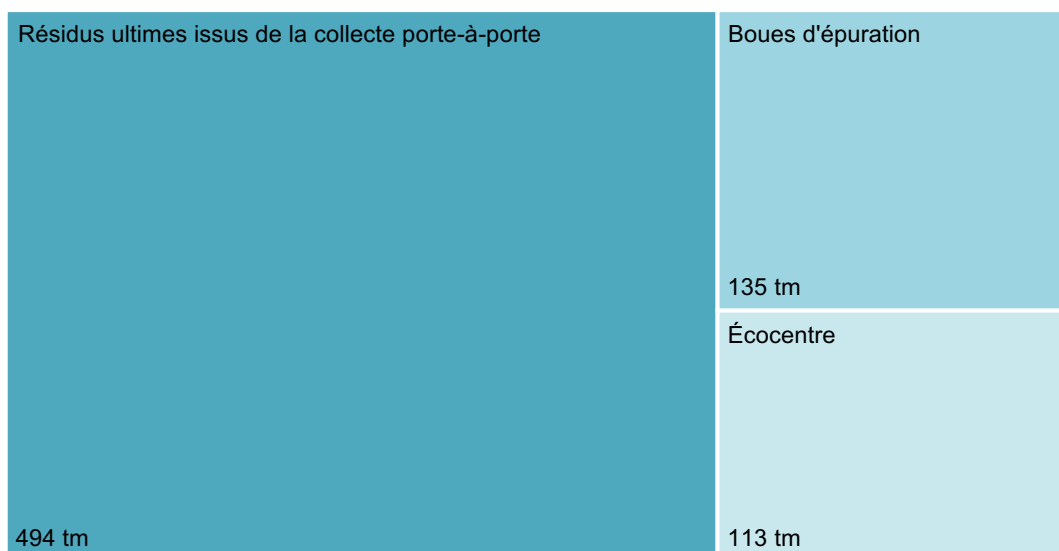 Résidus ultimes issus de la collecte porte-à-porte
494 tm
Boues d'épuration
135 tm
Écocentre
113 tm